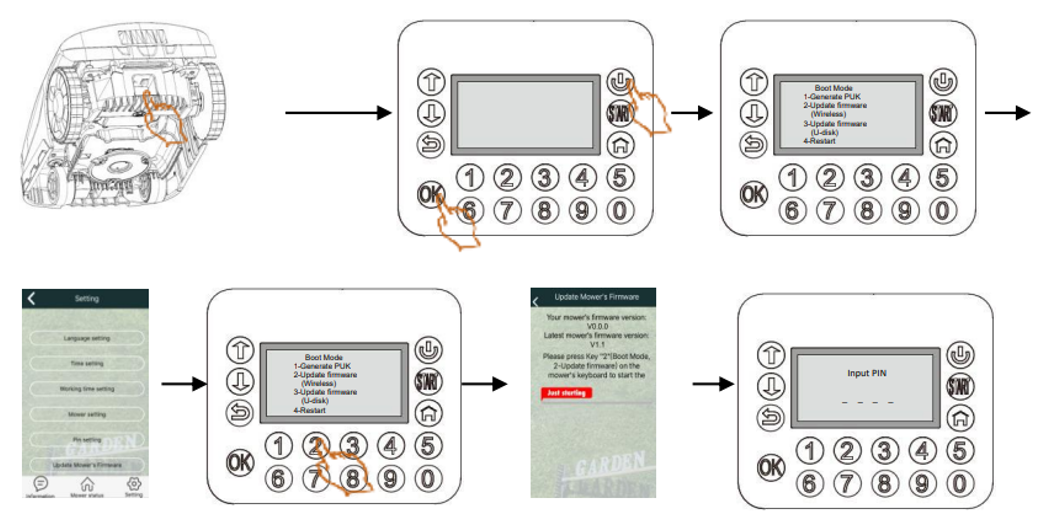 START
OK
1 2 3 4 5
6 7 8 9 0
Boot Mode
1-Generate PUK
2-Update firmware
(Wireless)
3-Update firmware
(U-disk)
4-Restart
START
OK
1 2 3 4 5
6 7 8 9 0
Setting
Language setting
Time setting
Working time setting
Mower setting
Pin setting
Update Mower's Firmware
GARDEN
Information Mower status Setting
Boot Mode
1-Generate PUK
2-Update firmware
(Wireless)
3-Update firmware
(U-disk)
4-Restart
START
OK
1 2 3 4 5
6 7 8 9 0
Update Mower's Firmware
Your mower's firmware version:
V0.0.0
Latest mower's firmware version:
V1.1
Please press Key "2"(Boot Mode,
2-Update firmware) on the
mower's keyboard to start the
Just starting
GARDEN
GARDEN
Input PIN
_ _ _ _
START
OK
1 2 3 4 5
6 7 8 9 0